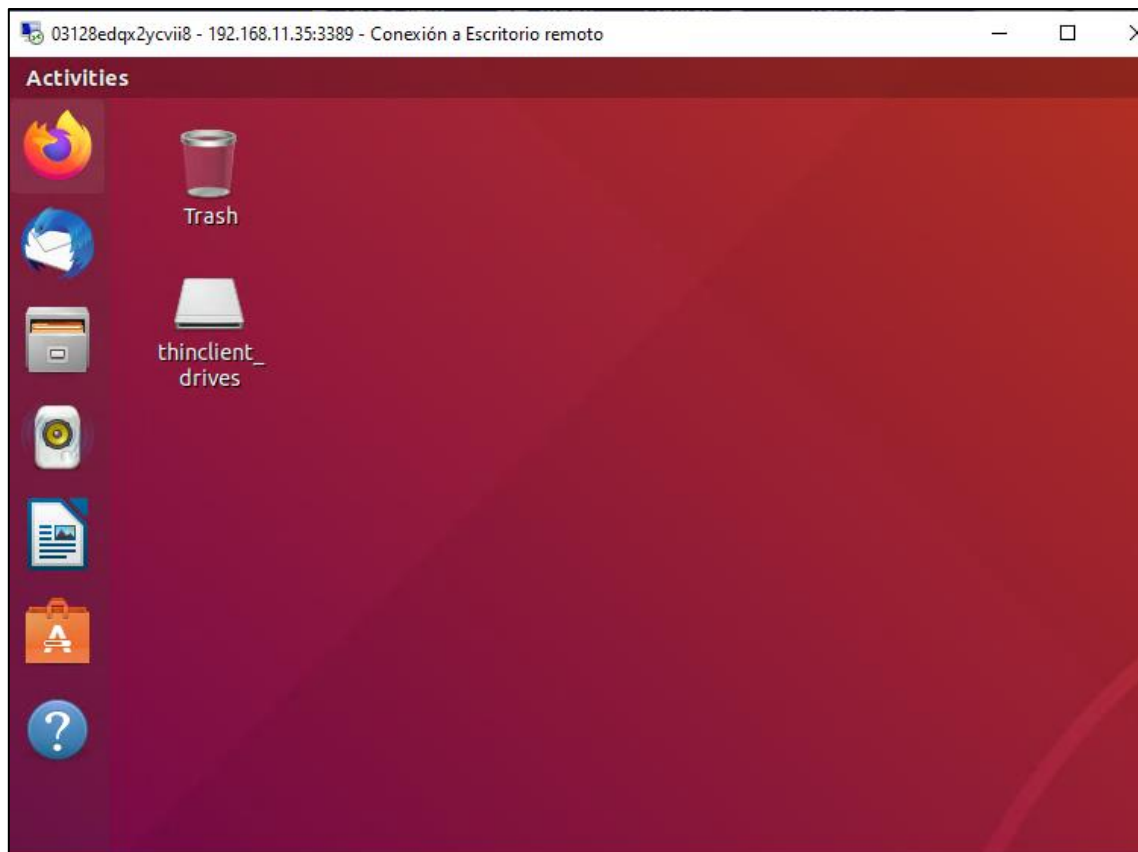 03128edqx2ycvii8 - 192.168.11.35:3389 - Conexión a Escritorio remoto
Activities
Trash
thinclient_
drives